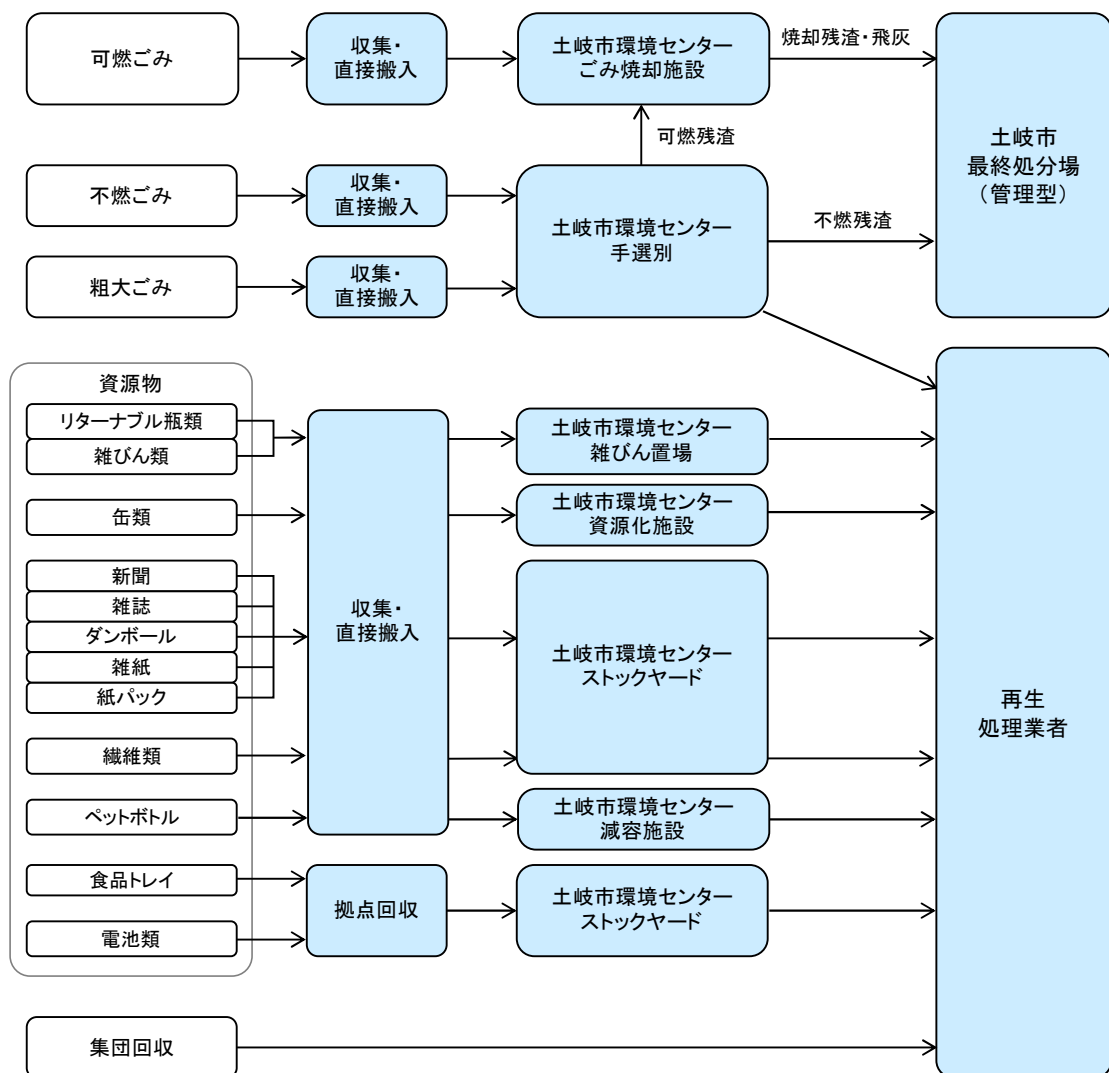 可燃ごみ
収集・
直接搬入
土岐市環境センター
ごみ焼却施設
焼却残渣・飛灰
可燃残渣
土岐市
最終処分場
（管理型）
不燃ごみ
収集・
直接搬入
土岐市環境センター
手選別
不燃残渣
粗大ごみ
収集・
直接搬入
資源物
リターナブル瓶類
雑びん類
缶類
新聞
雑誌
ダンボール
雑紙
紙パック
繊維類
ペットボトル
食品トレイ
電池類
収集・
直接搬入
拠点回収
土岐市環境センター
雑びん置場
土岐市環境センター
資源化施設
土岐市環境センター
ストックヤード
土岐市環境センター
減容施設
土岐市環境センター
ストックヤード
再生
処理業者
集団回収